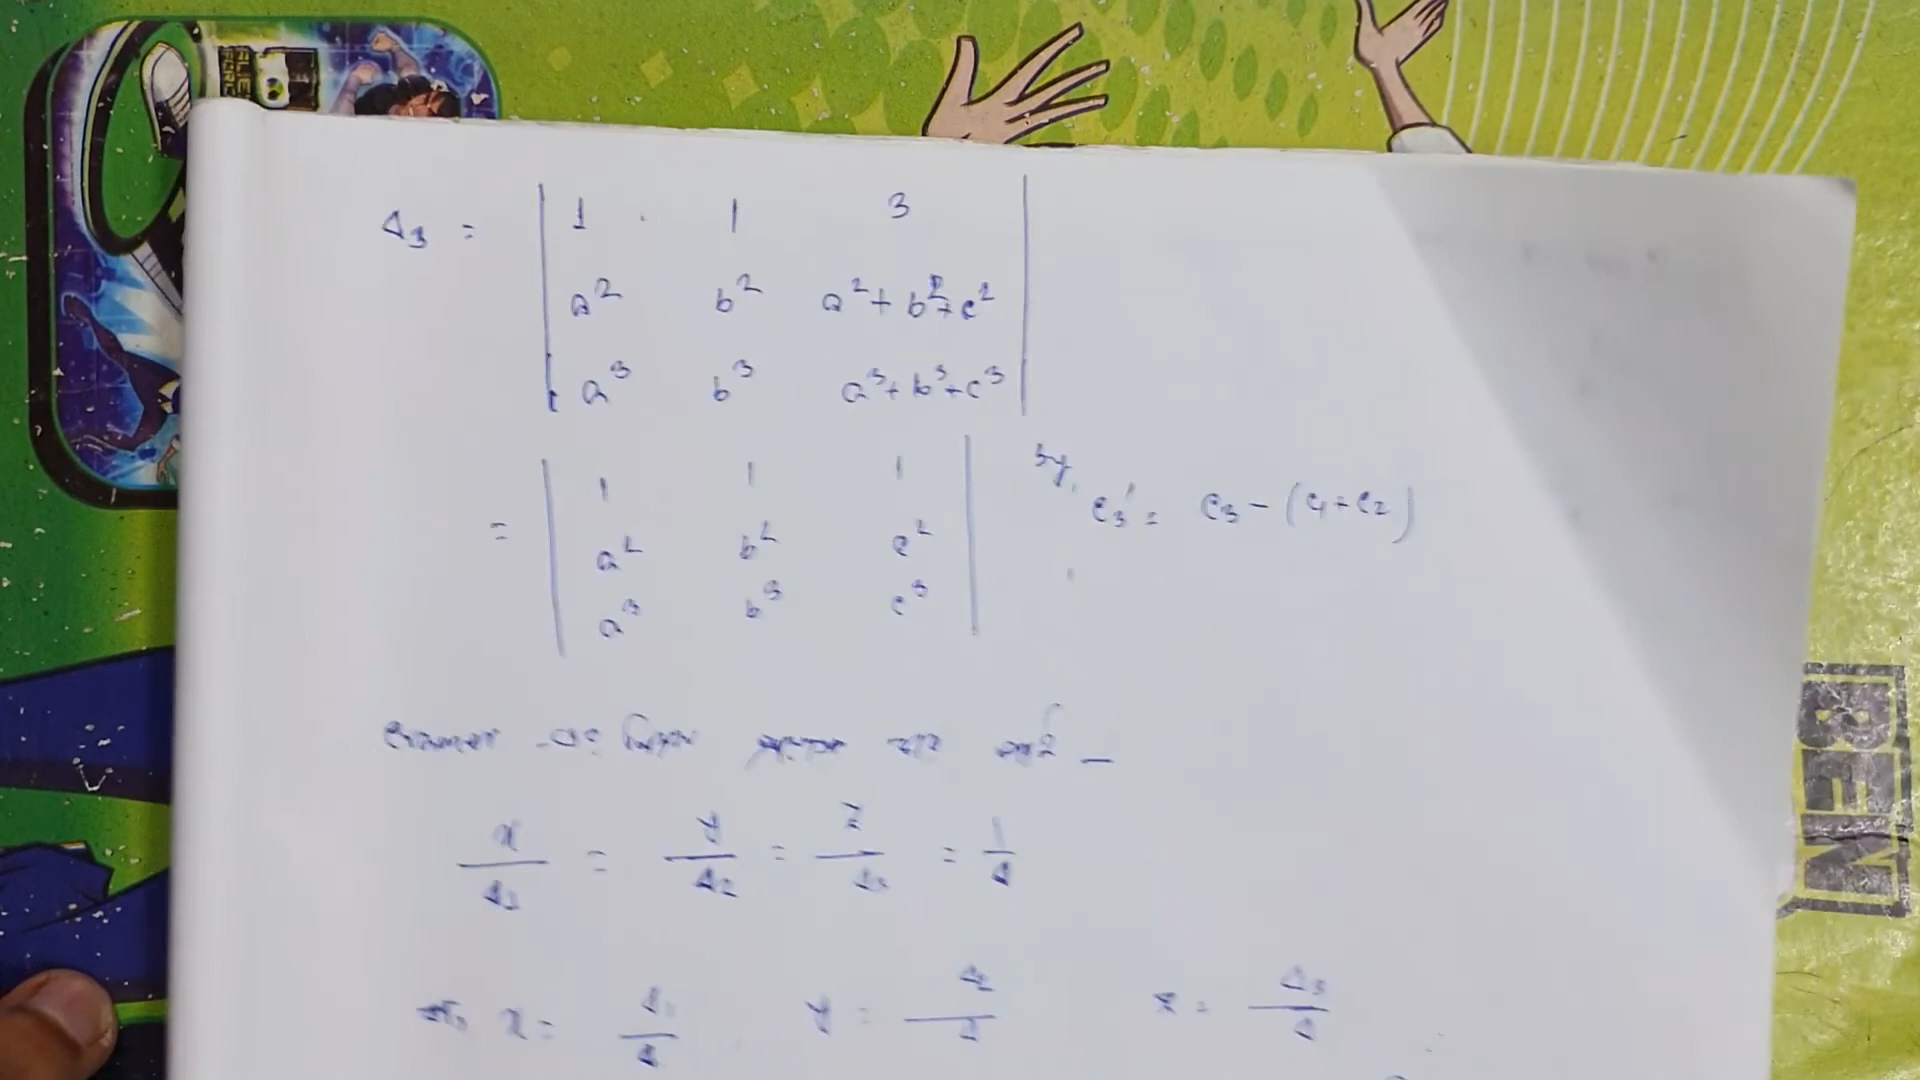 Δ₃ = | 1 1 3 |
| a² b² a²+b²+c² |
| a³ b³ a³+b³+c³ |
= | 1 1 1 | by, c₃' = c₃ - (c₁+c₂)
| a² b² c² |
| a³ b³ c³ |
x/Δ₁ = y/Δ₂ = z/Δ₃ = 1/Δ
x = Δ₁/Δ y = Δ₂/Δ z = Δ₃/Δ
BEN